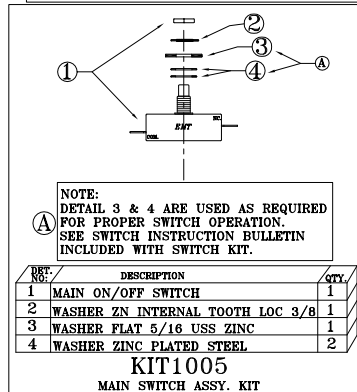 2
3
1
4
A
EMT
NC.
COM.
NOTE:
A
DETAIL 3 & 4 ARE USED AS REQUIRED
FOR PROPER SWITCH OPERATION.
SEE SWITCH INSTRUCTION BULLETIN
INCLUDED WITH SWITCH KIT.
DET. NO: DESCRIPTION QTY.
1 MAIN ON/OFF SWITCH 1
2 WASHER ZN INTERNAL TOOTH LOC 3/8 1
3 WASHER FLAT 5/16 USS ZINC 1
4 WASHER ZINC PLATED STEEL 2
KIT1005
MAIN SWITCH ASSY. KIT